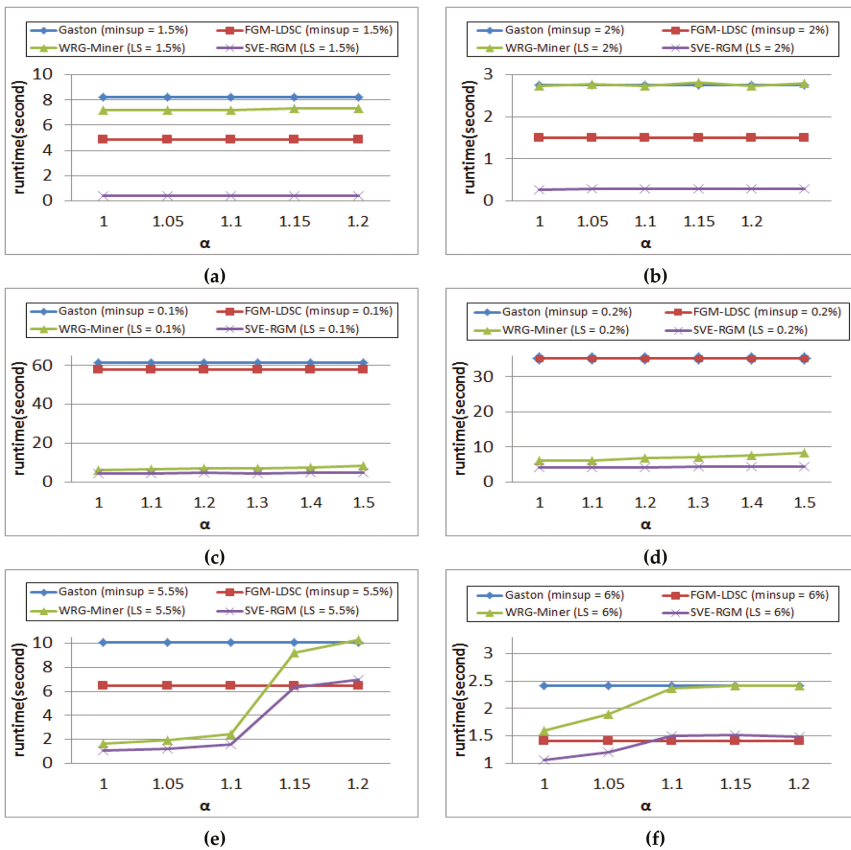 Gaston (minsup = 1.5%) FGM-LDSC (minsup = 1.5%)
WRG-Miner (LS = 1.5%) SVE-RGM (LS = 1.5%)
runtime(second)
10
8
6
4
2
0
1 1.05 1.1 1.15 1.2
α
(a)
Gaston (minsup = 2%) FGM-LDSC (minsup = 2%)
WRG-Miner (LS = 2%) SVE-RGM (LS = 2%)
runtime(second)
3
2
1
0
1 1.05 1.1 1.15 1.2
α
(b)
Gaston (minsup = 0.1%) FGM-LDSC (minsup = 0.1%)
WRG-Miner (LS = 0.1%) SVE-RGM (LS = 0.1%)
runtime(second)
60
40
20
0
1 1.1 1.2 1.3 1.4 1.5
α
(c)
Gaston (minsup = 0.2%) FGM-LDSC (minsup = 0.2%)
WRG-Miner (LS = 0.2%) SVE-RGM (LS = 0.2%)
runtime(second)
30
20
10
0
1 1.1 1.2 1.3 1.4 1.5
α
(d)
Gaston (minsup = 5.5%) FGM-LDSC (minsup = 5.5%)
WRG-Miner (LS = 5.5%) SVE-RGM (LS = 5.5%)
runtime(second)
10
8
6
4
2
0
1 1.05 1.1 1.15 1.2
α
(e)
Gaston (minsup = 6%) FGM-LDSC (minsup = 6%)
WRG-Miner (LS = 6%) SVE-RGM (LS = 6%)
runtime(second)
3
2.5
2
1.5
1
1 1.05 1.1 1.15 1.2
α
(f)